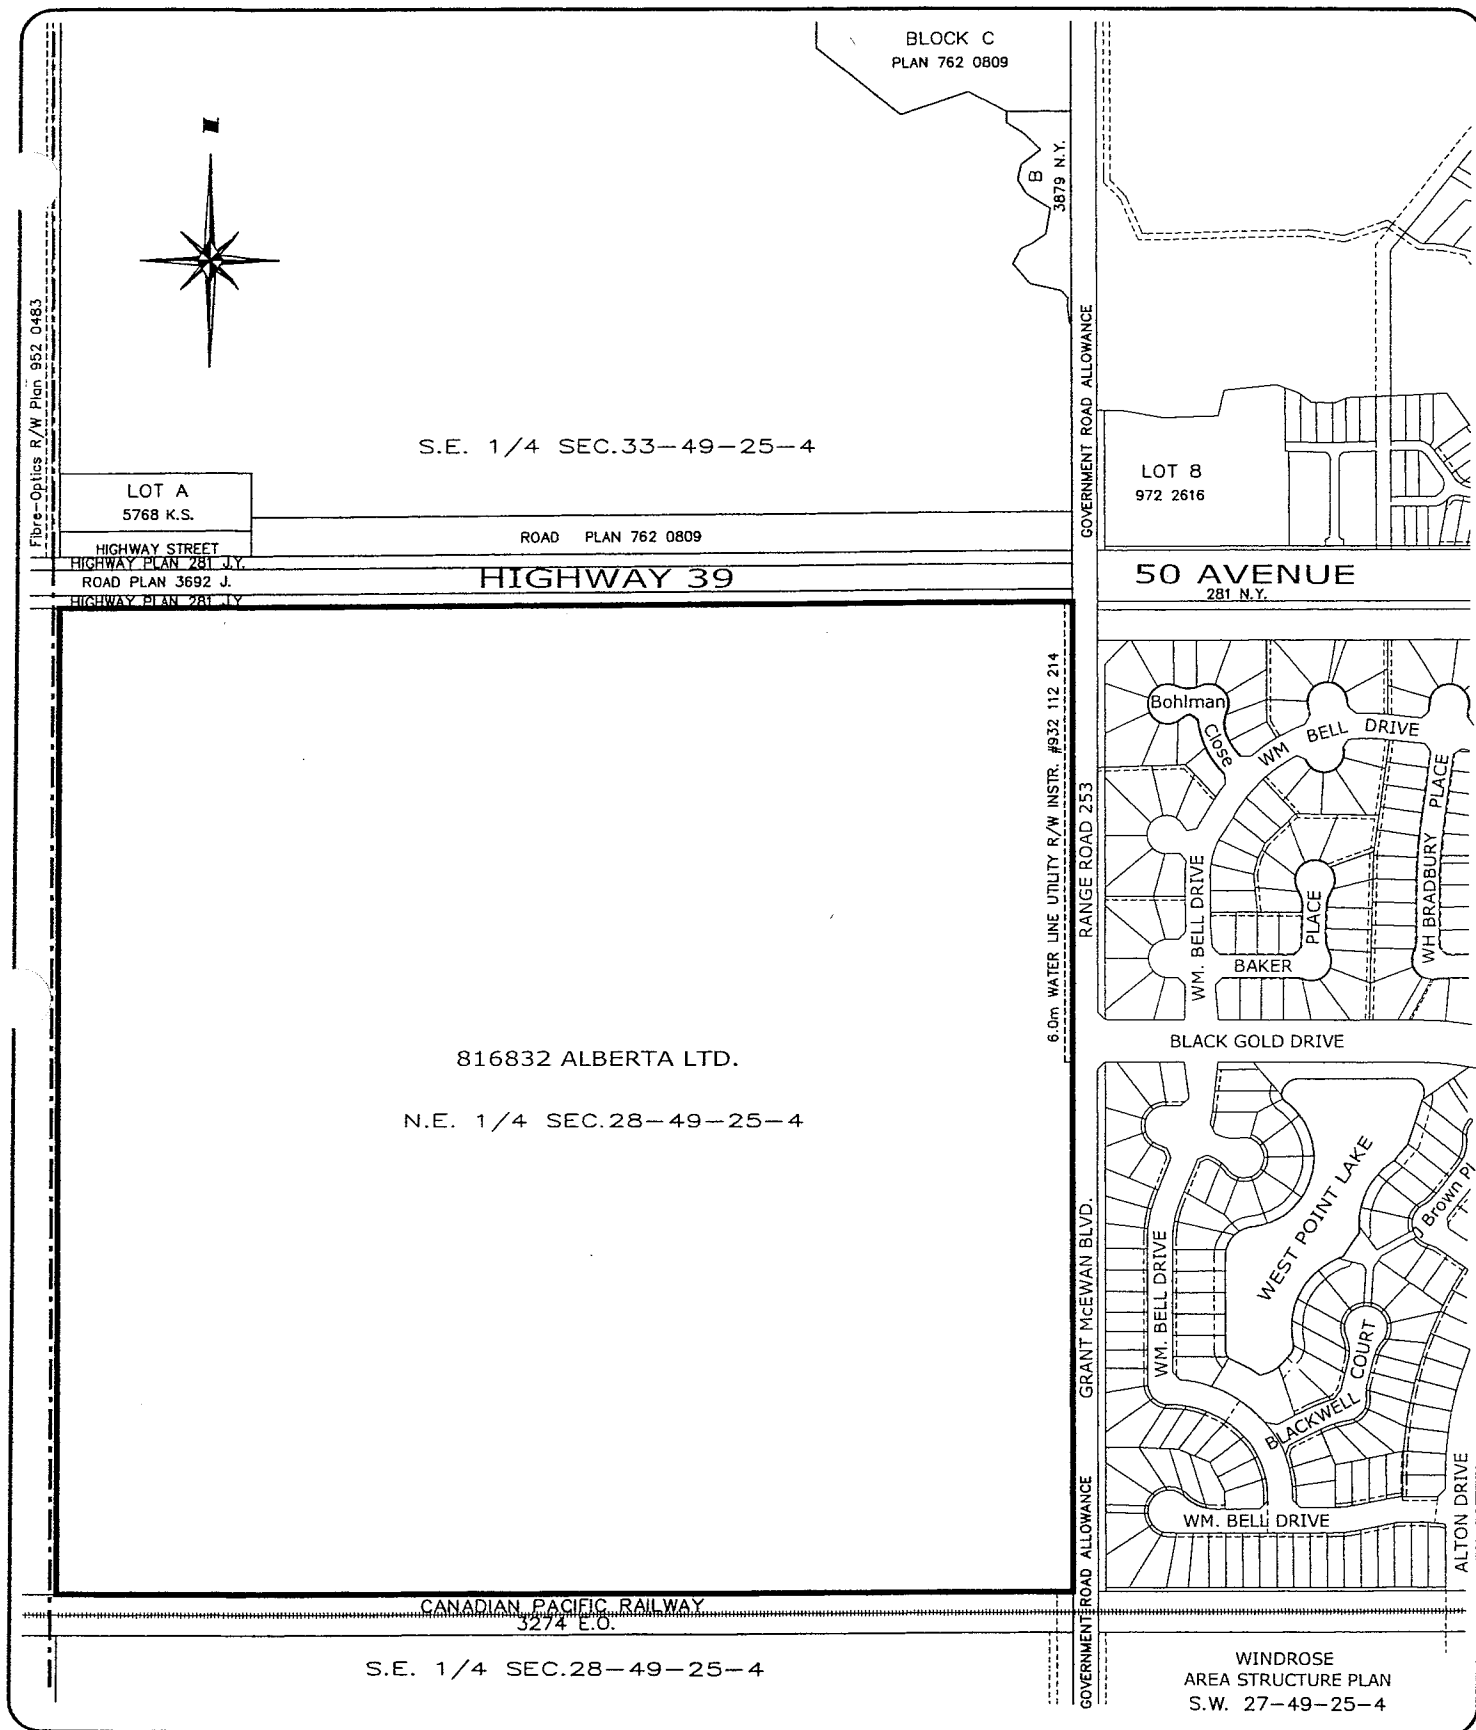 BLOCK C
PLAN 762 0809
B
3879 N.Y.
Fibre-Optics R/W Plan 952 0483
GOVERNMENT ROAD ALLOWANCE
S.E. 1/4 SEC.33-49-25-4
LOT A
5768 K.S.
LOT 8
972 2616
ROAD PLAN 762 0809
HIGHWAY STREET
HIGHWAY PLAN 281 J.Y.
ROAD PLAN 3692 J.
HIGHWAY PLAN 281 J.Y.
HIGHWAY 39
50 AVENUE
281 N.Y.
6.0m WATER LINE UTILITY R/W INSTR. #932 112 214
RANGE ROAD 253
Bohlman
Close
WM BELL DRIVE
WM. BELL DRIVE
BAKER
PLACE
WH BRADBURY PLACE
BLACK GOLD DRIVE
816832 ALBERTA LTD.
N.E. 1/4 SEC.28-49-25-4
GRANT McEWAN BLVD.
WEST POINT LAKE
Brown Pl
WM. BELL DRIVE
BLACKWELL COURT
WM. BELL DRIVE
ALTON DRIVE
GOVERNMENT ROAD ALLOWANCE
CANADIAN PACIFIC RAILWAY
3274 E.O.
S.E. 1/4 SEC.28-49-25-4
WINDROSE
AREA STRUCTURE PLAN
S.W. 27-49-25-4